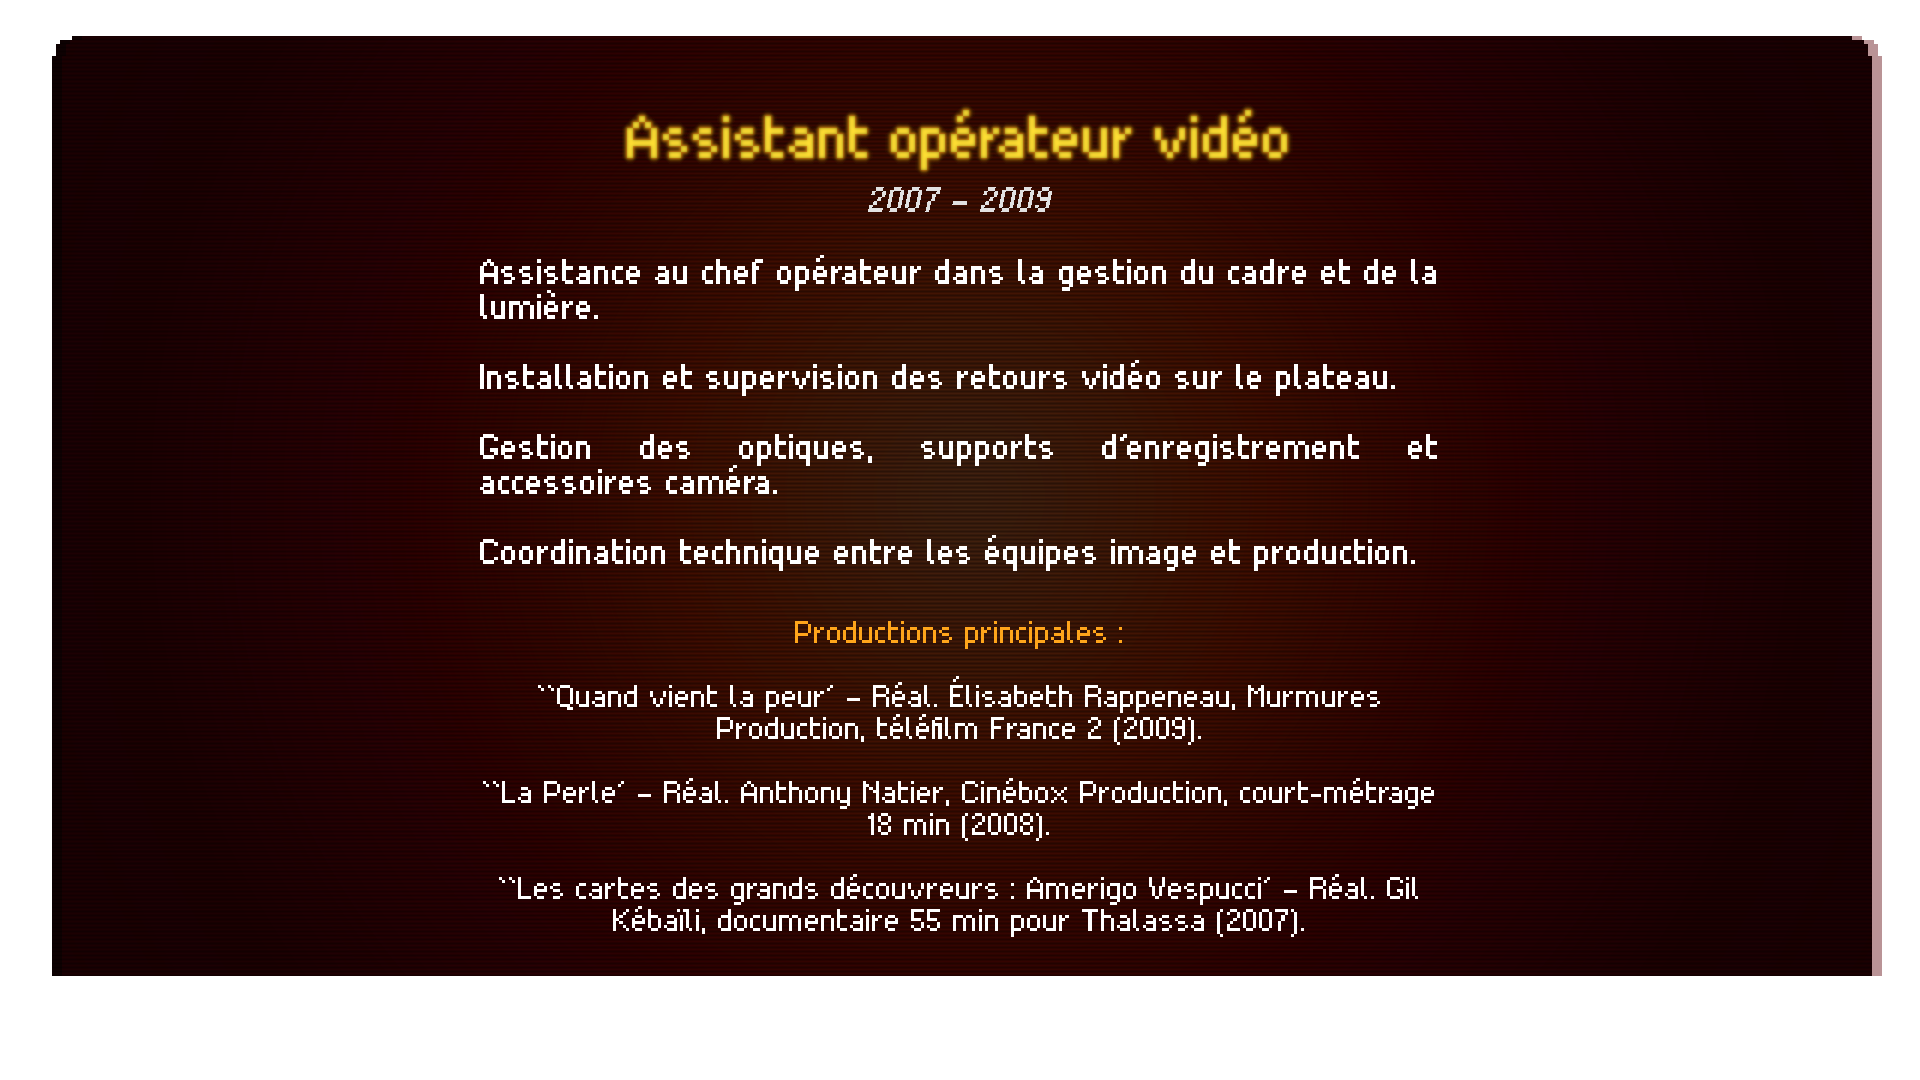 Assistant opérateur vidéo
2007 – 2009
Assistance au chef opérateur dans la gestion du cadre et de la
lumière.
Installation et supervision des retours vidéo sur le plateau.
Gestion des optiques, supports d'enregistrement et
accessoires caméra.
Coordination technique entre les équipes image et production.
Productions principales :
``Quand vient la peur´ – Réal. Élisabeth Rappeneau, Murmures
Production, téléfilm France 2 (2009).
``La Perle´ – Réal. Anthony Natier, Cinébox Production, court-métrage
18 min (2008).
``Les cartes des grands découvreurs : Amerigo Vespucci´ – Réal. Gil
Kébaïli, documentaire 55 min pour Thalassa (2007).